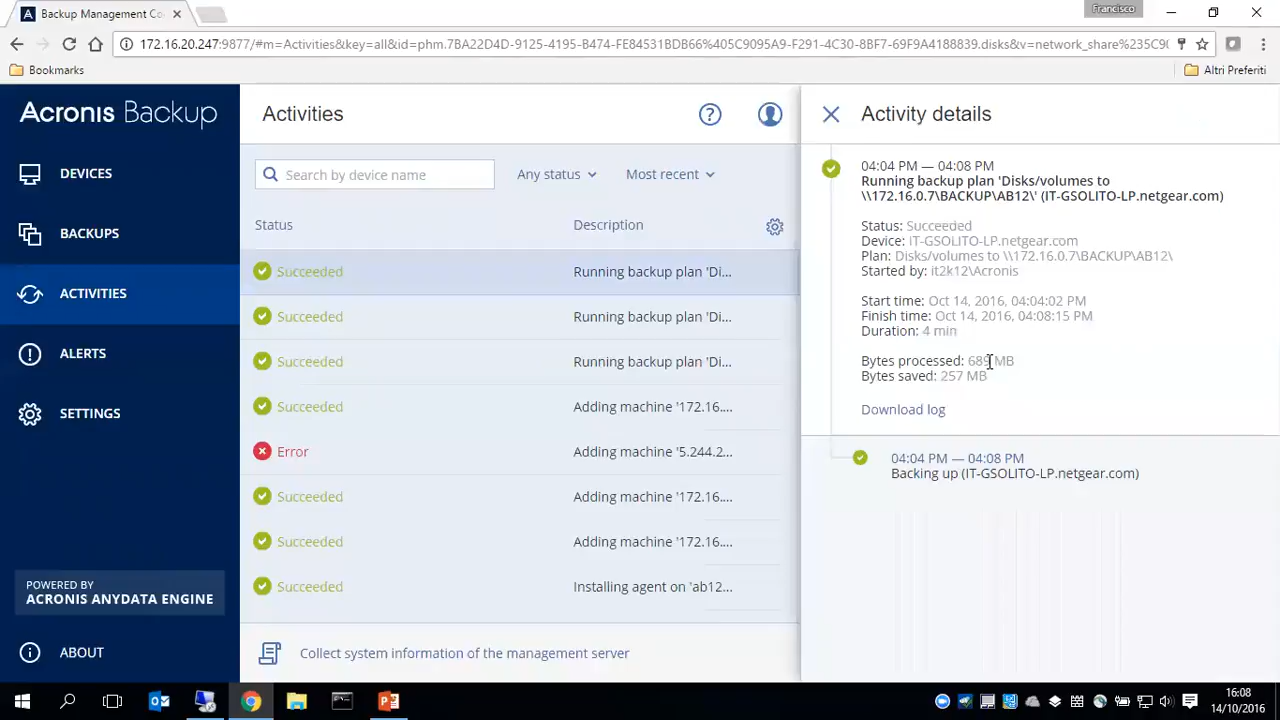 Backup Management Co
Francisco
172.16.20.247:9877/#m=Activities&key=all&id=phm.7BA22D4D-9125-4195-B474-FE84531BDB66%405C9095A9-F291-4C30-8BF7-69F9A4188839.disks&v=network_share%235C90
Bookmarks
Altri Preferiti
Acronis Backup
DEVICES
BACKUPS
ACTIVITIES
ALERTS
SETTINGS
POWERED BY
ACRONIS ANYDATA ENGINE
ABOUT
Activities
Search by device name
Any status
Most recent
Status
Description
Succeeded
Running backup plan 'Di...
Succeeded
Running backup plan 'Di...
Succeeded
Running backup plan 'Di...
Succeeded
Adding machine '172.16....
Error
Adding machine '5.244.2...
Succeeded
Adding machine '172.16....
Succeeded
Adding machine '172.16....
Succeeded
Installing agent on 'ab12...
Collect system information of the management server
Activity details
04:04 PM — 04:08 PM
Running backup plan 'Disks/volumes to
\\172.16.0.7\BACKUP\AB12\' (IT-GSOLITO-LP.netgear.com)
Status: Succeeded
Device: iT-GSOLITO-LP.netgear.com
Plan: Disks/volumes to \\172.16.0.7\BACKUP\AB12\
Started by: it2k12\Acronis
Start time: Oct 14, 2016, 04:04:02 PM
Finish time: Oct 14, 2016, 04:08:15 PM
Duration: 4 min
Bytes processed: 689 MB
Bytes saved: 257 MB
Download log
04:04 PM — 04:08 PM
Backing up (IT-GSOLITO-LP.netgear.com)
16:08
14/10/2016